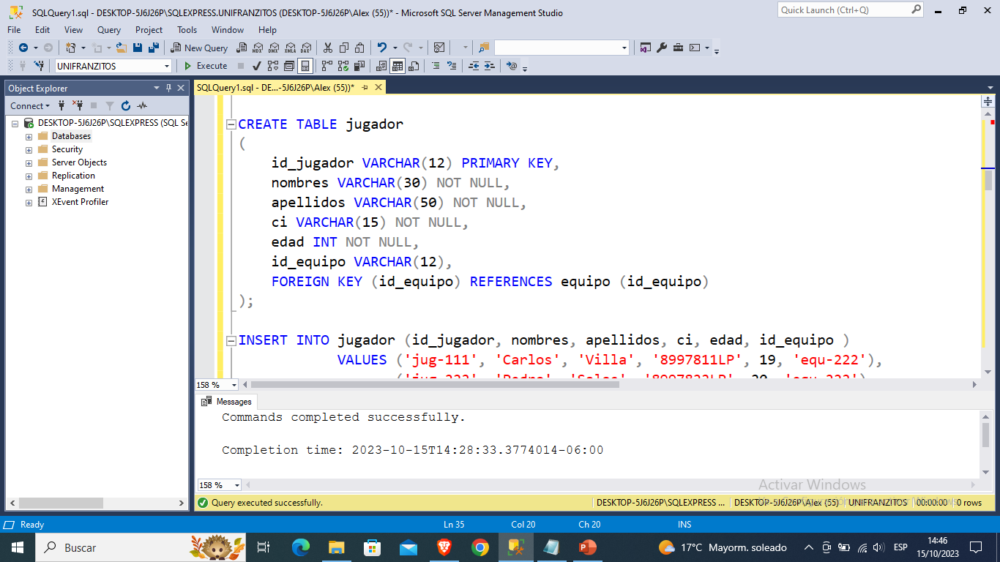 SQLQuery1.sql - DESKTOP-5J6J26P\SQLEXPRESS.UNIFRANZITOS (DESKTOP-5J6J26P\Alex (55))* - Microsoft SQL Server Management Studio
Quick Launch (Ctrl+Q)
File Edit View Query Project Tools Window Help
New Query MDX DMX XMLA DAX
UNIFRANZITOS Execute
Object Explorer
SQLQuery1.sql - DE...-5J6J26P\Alex (55))*
Connect
DESKTOP-5J6J26P\SQLEXPRESS (SQL Se
Databases
Security
Server Objects
Replication
Management
XEvent Profiler
CREATE TABLE jugador
(
id_jugador VARCHAR(12) PRIMARY KEY,
nombres VARCHAR(30) NOT NULL,
apellidos VARCHAR(50) NOT NULL,
ci VARCHAR(15) NOT NULL,
edad INT NOT NULL,
id_equipo VARCHAR(12),
FOREIGN KEY (id_equipo) REFERENCES equipo (id_equipo)
);
INSERT INTO jugador (id_jugador, nombres, apellidos, ci, edad, id_equipo )
VALUES ('jug-111', 'Carlos', 'Villa', '8997811LP', 19, 'equ-222'),
158 %
Messages
Commands completed successfully.
Completion time: 2023-10-15T14:28:33.3774014-06:00
158 %
Activar Windows
Query executed successfully. DESKTOP-5J6J26P\SQLEXPRESS ... DESKTOP-5J6J26P\Alex (55) UNIFRANZITOS 00:00:00 0 rows
Ready Ln 35 Col 20 Ch 20 INS
Buscar 17°C Mayorm. soleado ESP 14:46
15/10/2023